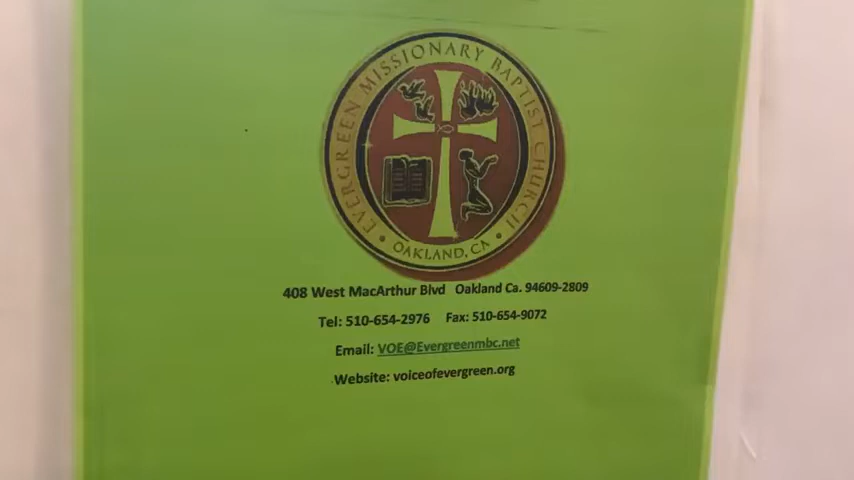 EVERGREEN MISSIONARY BAPTIST CHURCH
• OAKLAND, CA •
408 West MacArthur Blvd Oakland Ca. 94609-2809
Tel: 510-654-2976 Fax: 510-654-9072
Email: VOE@Evergreenmbc.net
Website: voiceofevergreen.org